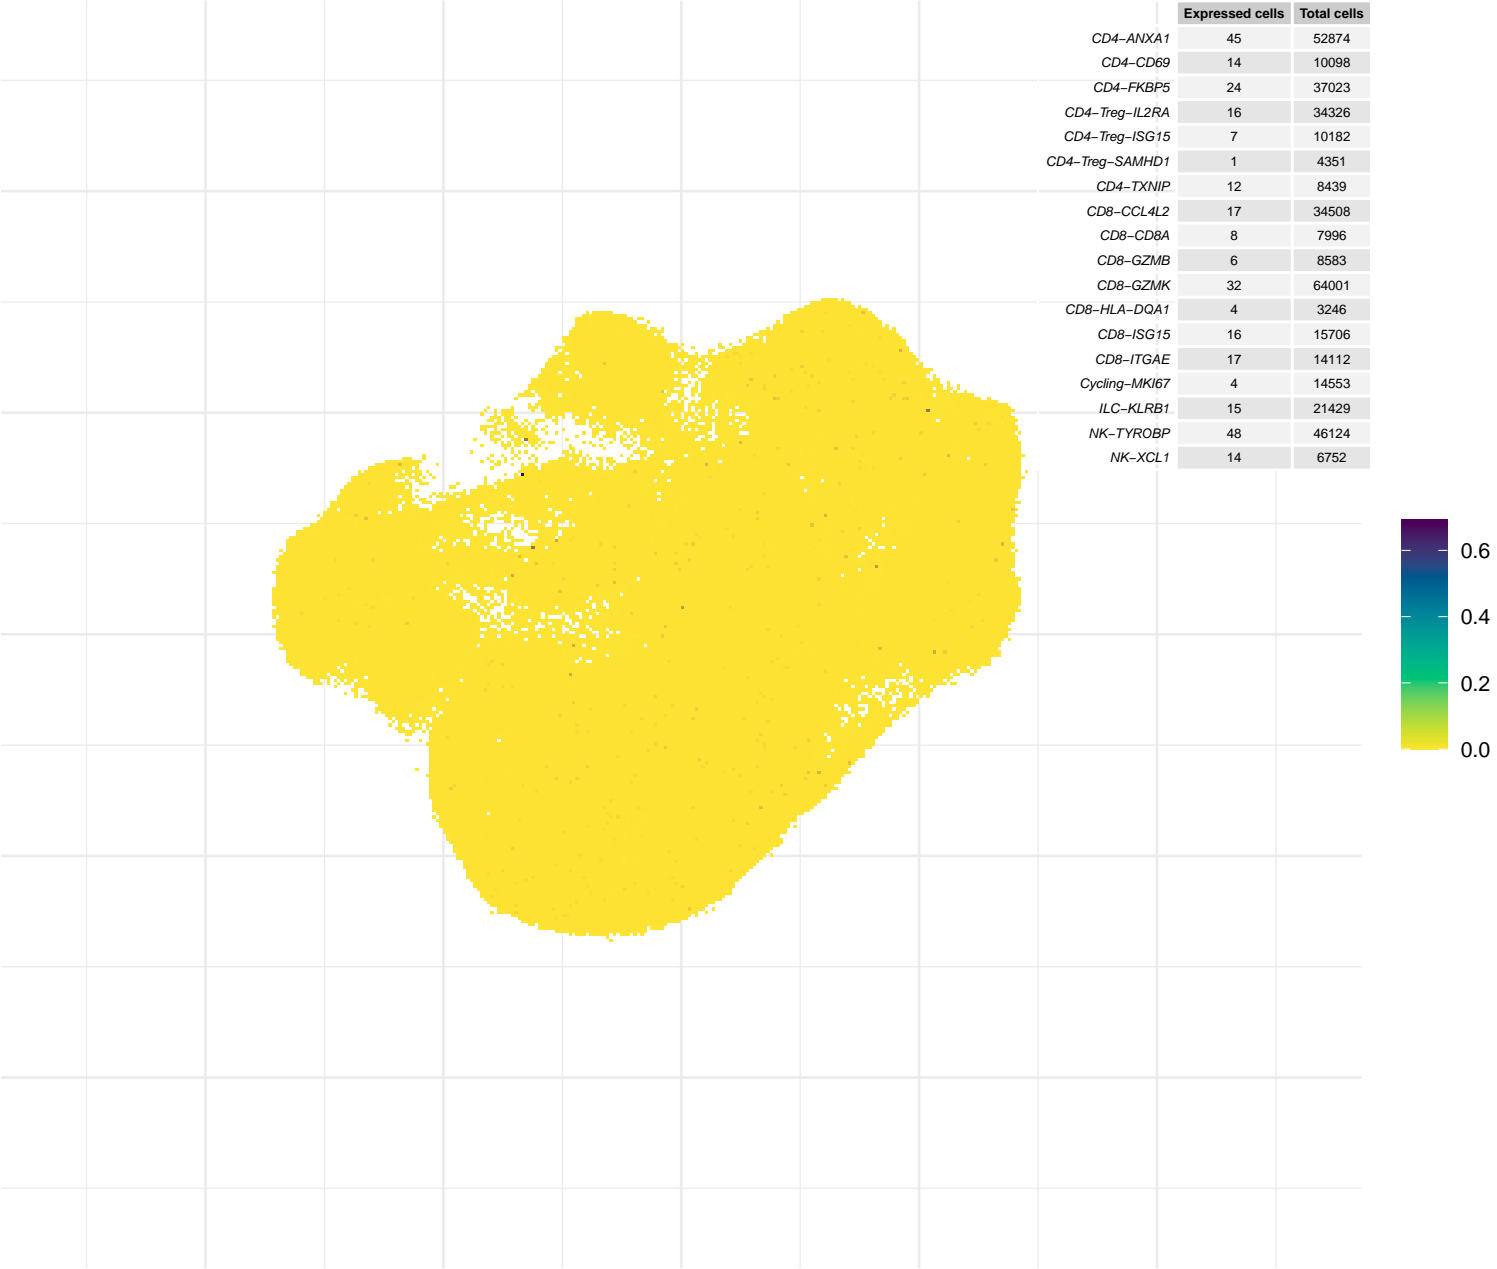 Expressed cells Total cells
CD4−ANXA1 45 52874
CD4−CD69 14 10098
CD4−FKBP5 24 37023
CD4−Treg−IL2RA 16 34326
CD4−Treg−ISG15 7 10182
CD4−Treg−SAMHD1 1 4351
CD4−TXNIP 12 8439
CD8−CCL4L2 17 34508
CD8−CD8A 8 7996
CD8−GZMB 6 8583
CD8−GZMK 32 64001
CD8−HLA−DQA1 4 3246
CD8−ISG15 16 15706
CD8−ITGAE 17 14112
Cycling−MKI67 4 14553
ILC−KLRB1 15 21429
NK−TYROBP 48 46124
NK−XCL1 14 6752
0.6
0.4
0.2
0.0